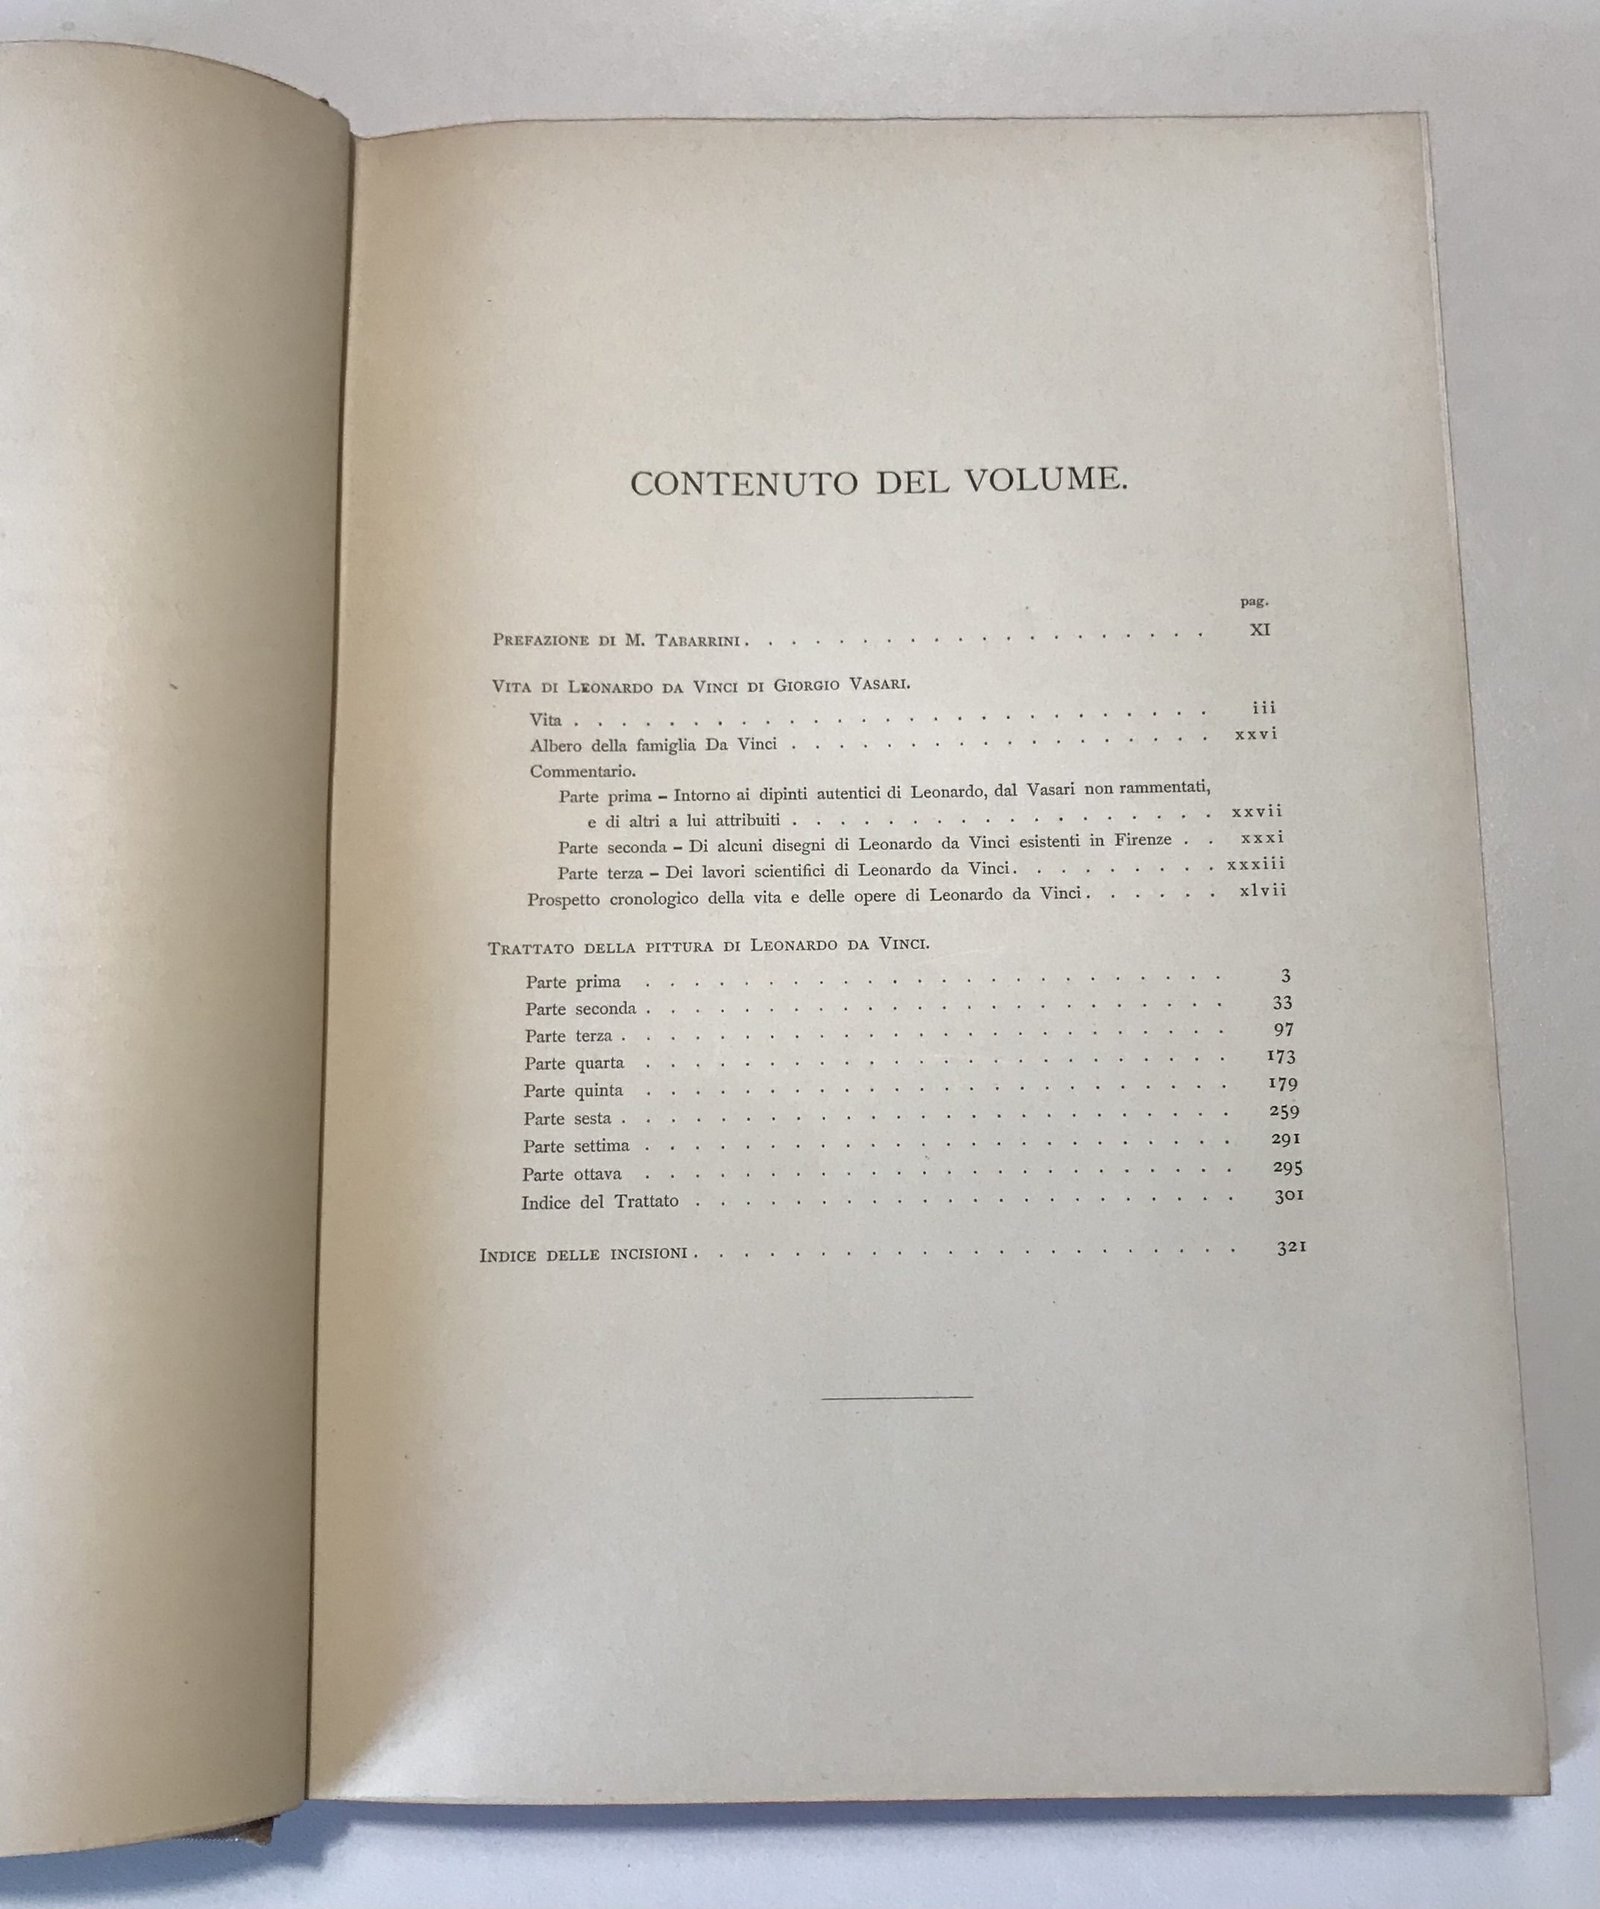 CONTENUTO DEL VOLUME.
pag.
PREFAZIONE DI M. TABARRINI. . . . . . . . . . . . . . . . . . . . XI
VITA DI LEONARDO DA VINCI DI GIORGIO VASARI.
Vita . . . . . . . . . . . . . . . . . . . . . . . . . . . iii
Albero della famiglia Da Vinci . . . . . . . . . . . . . . . . . . xxvi
Commentario.
Parte prima – Intorno ai dipinti autentici di Leonardo, dal Vasari non rammentati,
e di altri a lui attribuiti . . . . . . . . . . . . . . . . . . xxvii
Parte seconda – Di alcuni disegni di Leonardo da Vinci esistenti in Firenze . . xxxi
Parte terza – Dei lavori scientifici di Leonardo da Vinci. . . . . . . . . xxxiii
Prospetto cronologico della vita e delle opere di Leonardo da Vinci. . . . . . xlvii
TRATTATO DELLA PITTURA DI LEONARDO DA VINCI.
Parte prima . . . . . . . . . . . . . . . . . . . . . . . . 3
Parte seconda . . . . . . . . . . . . . . . . . . . . . . . . 33
Parte terza . . . . . . . . . . . . . . . . . . . . . . . . . 97
Parte quarta . . . . . . . . . . . . . . . . . . . . . . . . 173
Parte quinta . . . . . . . . . . . . . . . . . . . . . . . . 179
Parte sesta . . . . . . . . . . . . . . . . . . . . . . . . . 259
Parte settima . . . . . . . . . . . . . . . . . . . . . . . . 291
Parte ottava . . . . . . . . . . . . . . . . . . . . . . . . 295
Indice del Trattato . . . . . . . . . . . . . . . . . . . . . . 301
INDICE DELLE INCISIONI . . . . . . . . . . . . . . . . . . . . . . 321